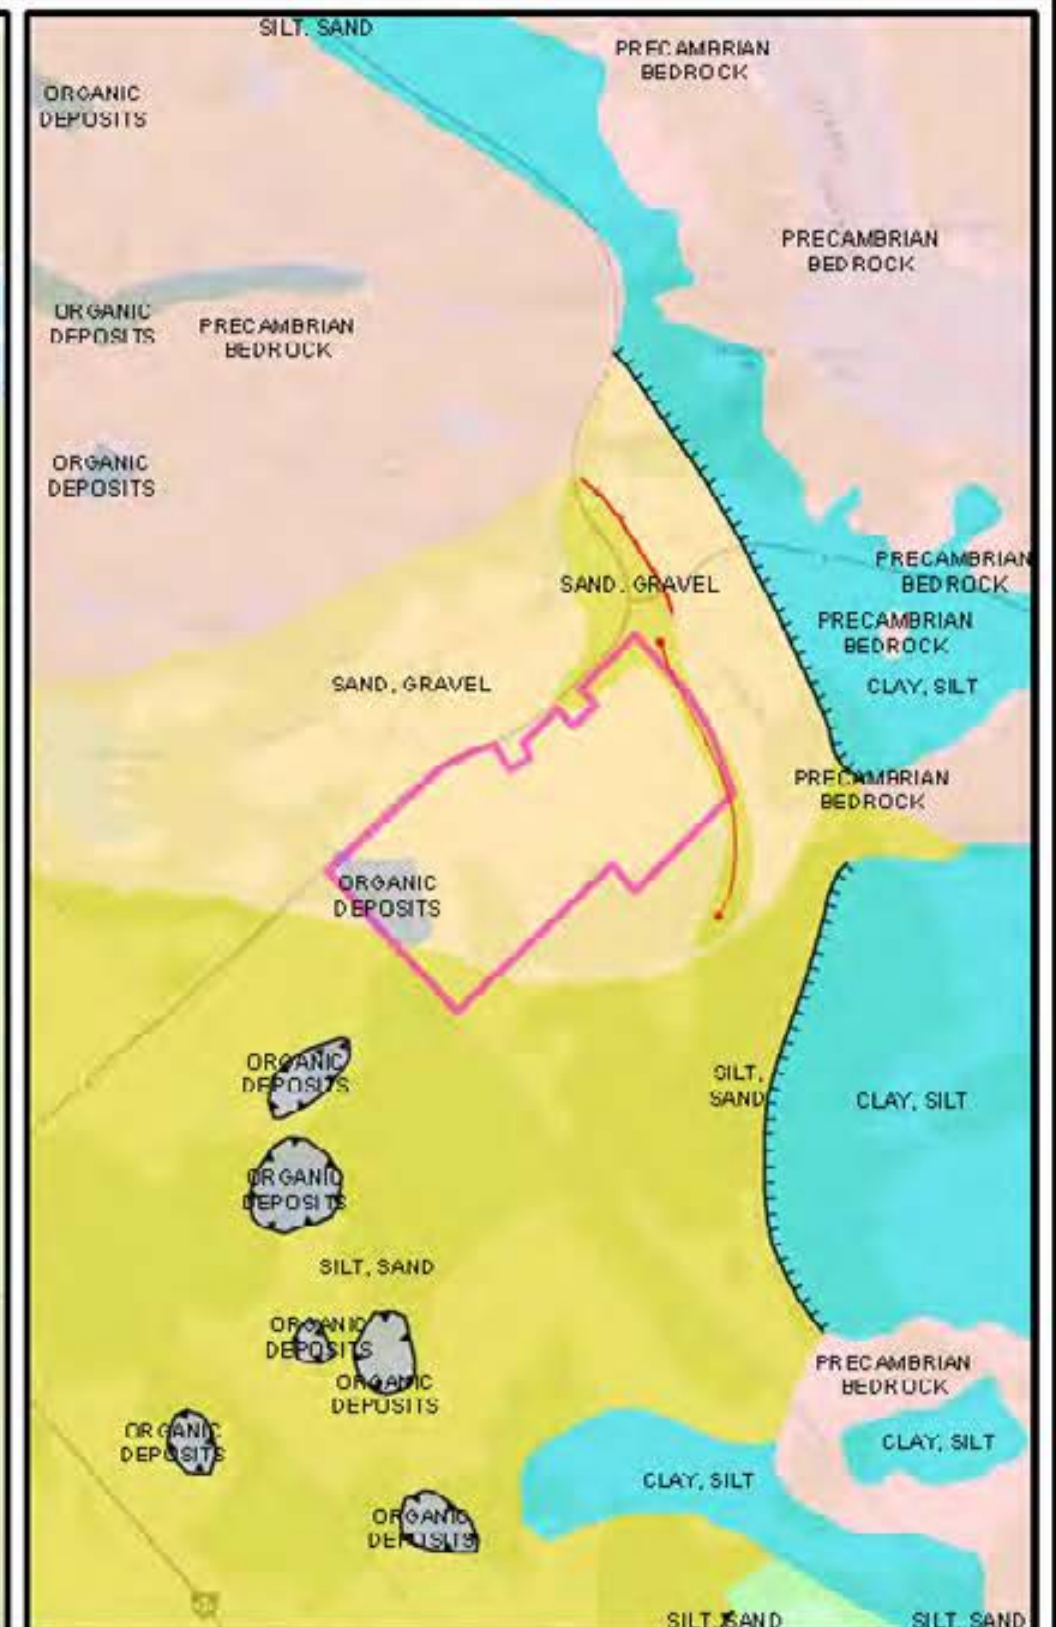 SILT, SAND
PRECAMBRIAN
BEDROCK
ORGANIC
DEPOSITS
PRECAMBRIAN
BEDROCK
ORGANIC
DEPOSITS
PRECAMBRIAN
BEDROCK
ORGANIC
DEPOSITS
PRECAMBRIAN
BEDROCK
SAND, GRAVEL
PRECAMBRIAN
BEDROCK
SAND, GRAVEL
CLAY, SILT
PRECAMBRIAN
BEDROCK
ORGANIC
DEPOSITS
ORGANIC
DEPOSITS
SILT,
SAND
CLAY, SILT
ORGANIC
DEPOSITS
SILT, SAND
ORGANIC
DEPOSITS
ORGANIC
DEPOSITS
PRECAMBRIAN
BEDROCK
ORGANIC
DEPOSITS
CLAY, SILT
CLAY, SILT
ORGANIC
DEPOSITS
SILT, SAND
SILT, SAND